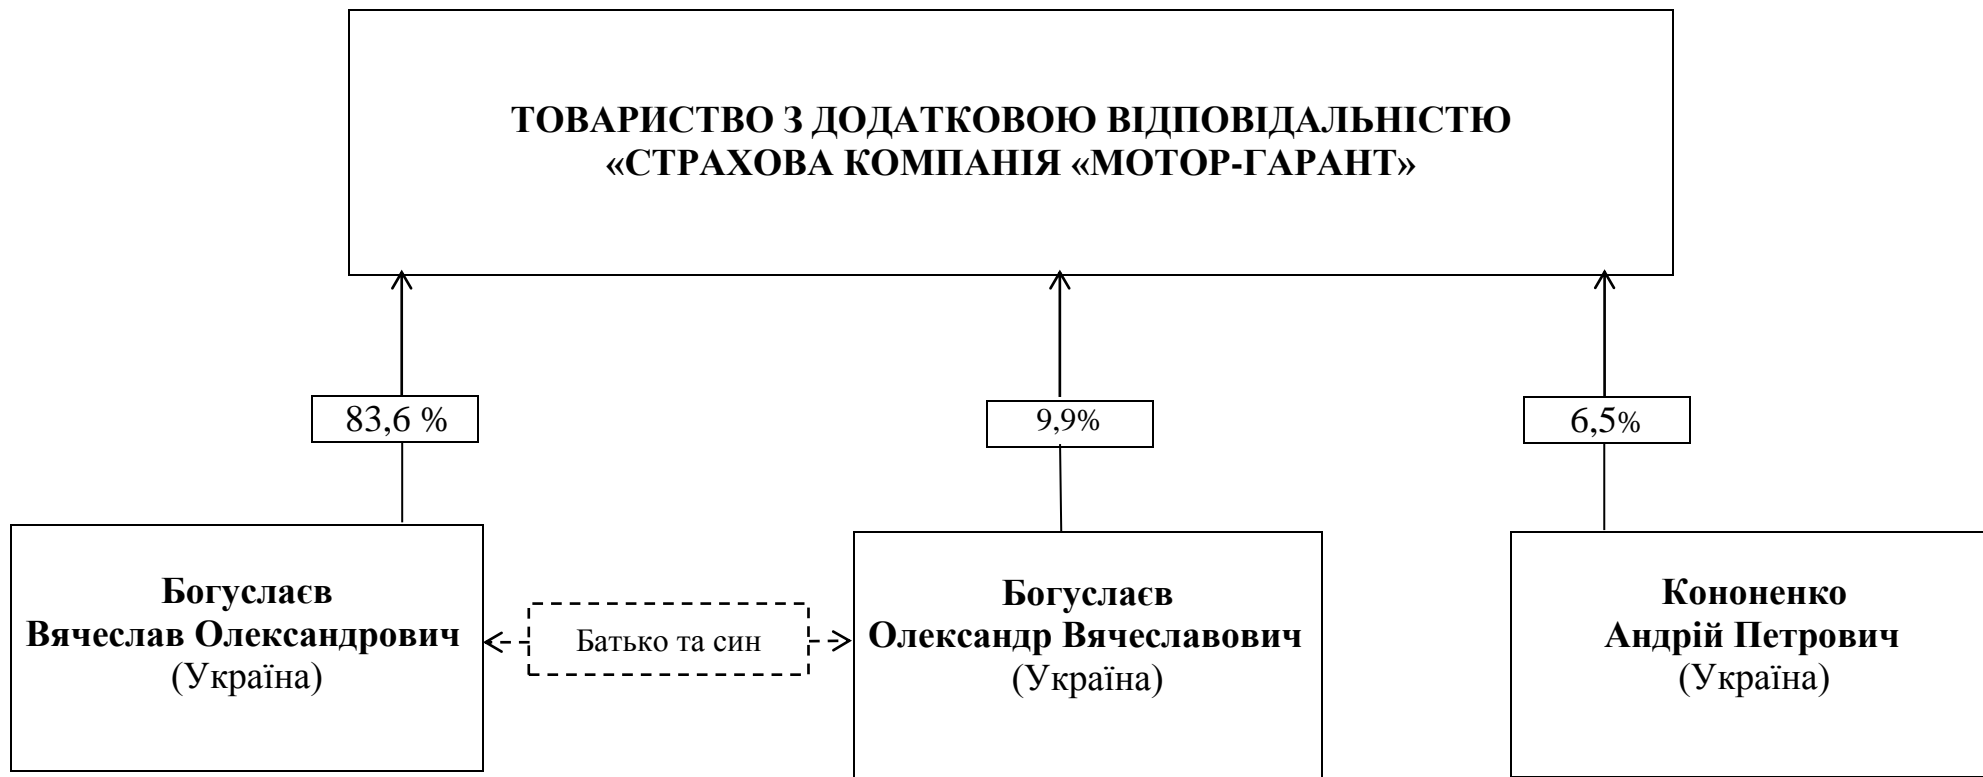 ТОВАРИСТВО З ДОДАТКОВОЮ ВІДПОВІДАЛЬНІСТЮ
«СТРАХОВА КОМПАНІЯ «МОТОР-ГАРАНТ»
83,6 %
9,9%
6,5%
Богуслаєв
Вячеслав Олександрович
(Україна)
Батько та син
Богуслаєв
Олександр Вячеславович
(Україна)
Кононенко
Андрій Петрович
(Україна)